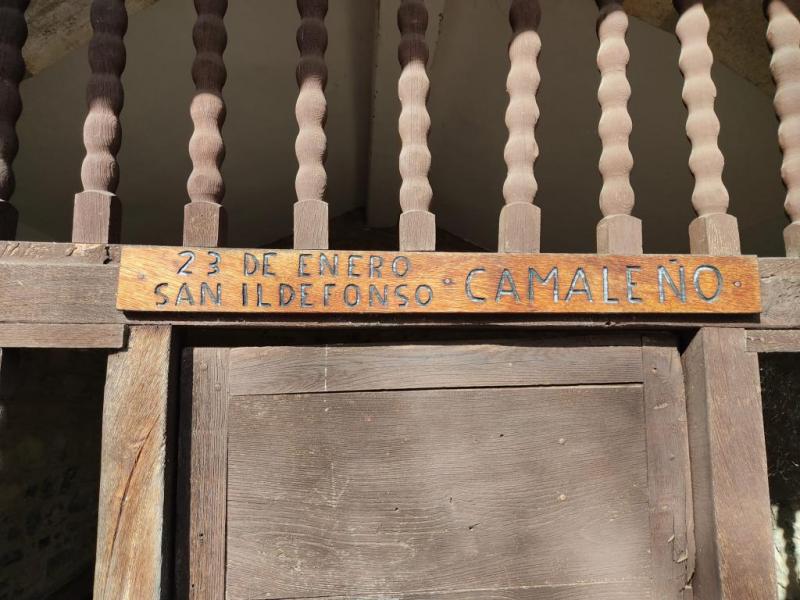 23 DE ENERO
SAN ILDEFONSO
CAMALEÑO